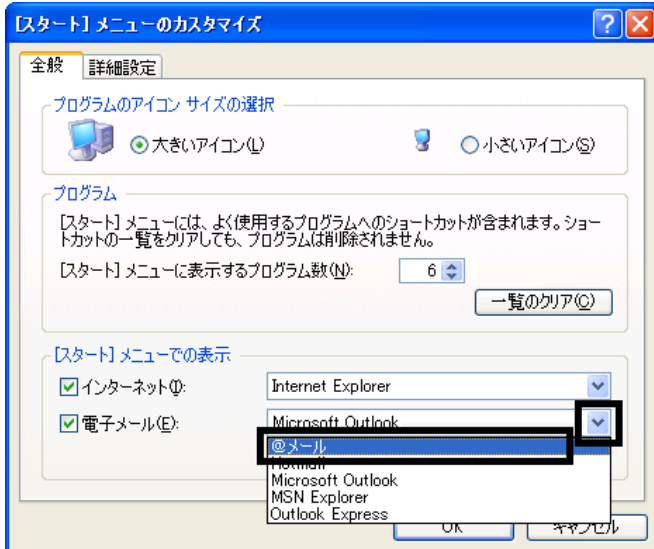 [スタート] メニューのカスタマイズ
全般
詳細設定
プログラムのアイコン サイズの選択
大きいアイコン(L)
小さいアイコン(S)
プログラム
[スタート] メニューには、よく使用するプログラムへのショートカットが含まれます。ショー
トカットの一覧をクリアしても、プログラムは削除されません。
[スタート] メニューに表示するプログラム数(N):
6
一覧のクリア(C)
[スタート] メニューでの表示
インターネット(I):
Internet Explorer
電子メール(E):
Microsoft Outlook
@メール
Hotmail
Microsoft Outlook
MSN Explorer
Outlook Express
OK
キャンセル